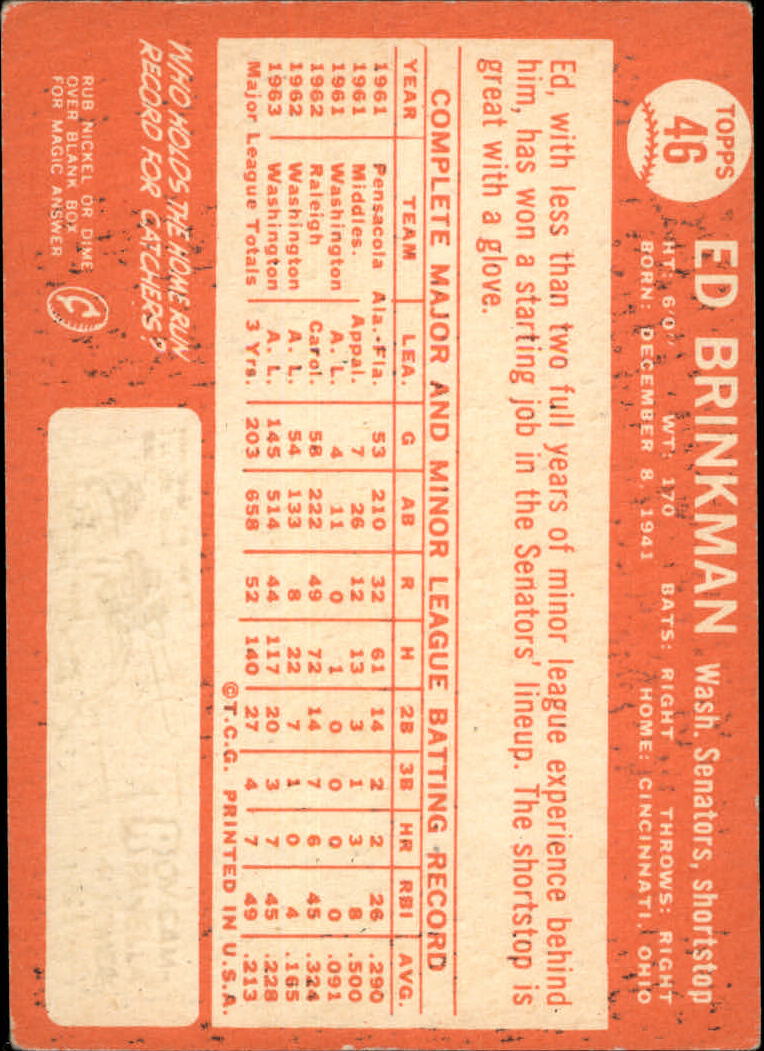 TOPPS
46
ED BRINKMAN Wash. Senators, shortstop
HT: 6'0" WT: 170 BATS: RIGHT THROWS: RIGHT
BORN: DECEMBER 8, 1941 HOME: CINCINNATI, OHIO
Ed, with less than two full years of minor league experience behind
him, has won a starting job in the Senators' lineup. The shortstop is
great with a glove.
COMPLETE MAJOR AND MINOR LEAGUE BATTING RECORD
YEAR TEAM LEA. G AB R H 2B 3B HR RBI AVG.
1961 Pensacola Ala.-Fla. 53 210 32 61 14 2 2 26 .290
1961 Middles. Appal. 7 26 12 13 3 1 3 8 .500
1961 Washington A. L. 4 11 0 1 0 0 0 0 .091
1962 Raleigh Carol. 58 222 49 72 14 7 6 45 .324
1962 Washington A. L. 54 133 8 22 7 1 0 4 .165
1963 Washington A. L. 145 514 44 117 20 3 7 45 .228
Major League Totals 3 Yrs. 203 658 52 140 27 4 7 49 .213
©T.C.G. PRINTED IN U.S.A.
WHO HOLDS THE HOME RUN
RECORD FOR CATCHERS?
RUB NICKEL OR DIME
OVER BLANK BOX
FOR MAGIC ANSWER
ROY CAM-
PANELLA